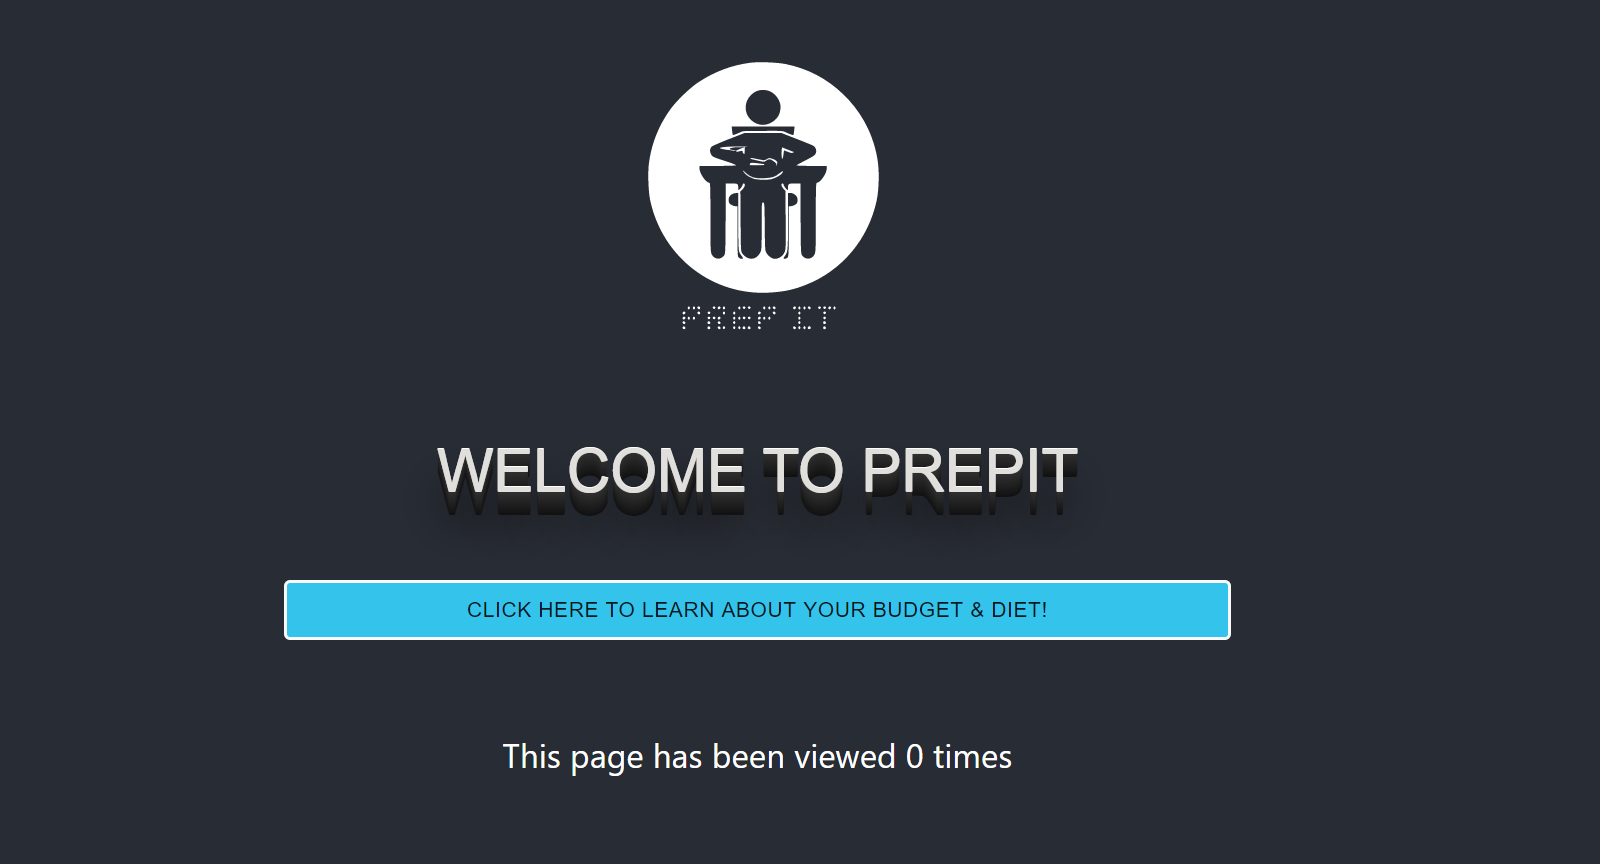 PREP IT
WELCOME TO PREPIT
CLICK HERE TO LEARN ABOUT YOUR BUDGET & DIET!
This page has been viewed 0 times